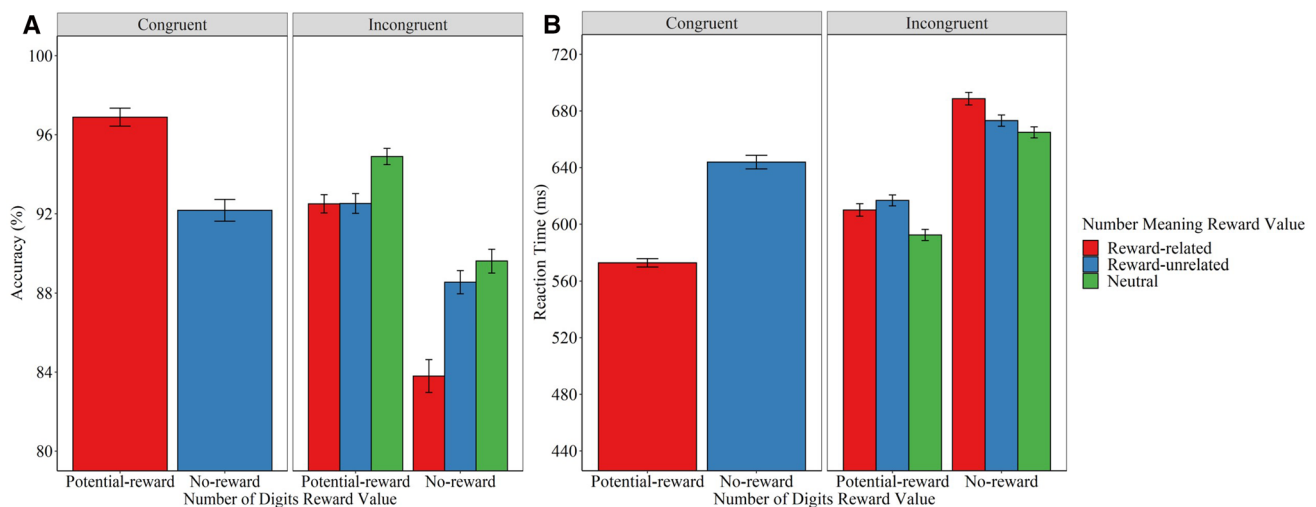 A
Congruent
Incongruent
100
96
92
88
84
80
Accuracy (%)
Potential-reward
No-reward
Potential-reward
No-reward
Number of Digits Reward Value
B
Congruent
Incongruent
720
680
640
600
560
520
480
440
Reaction Time (ms)
Potential-reward
No-reward
Potential-reward
No-reward
Number of Digits Reward Value
Number Meaning Reward Value
Reward-related
Reward-unrelated
Neutral